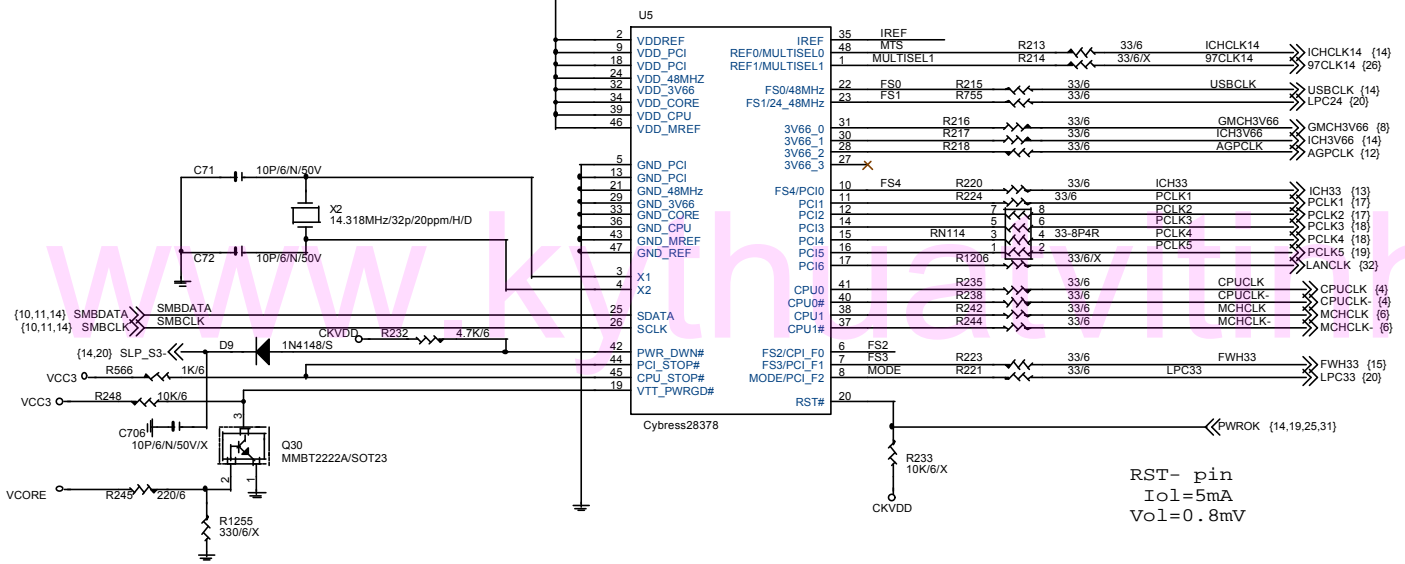 U5
2 VDDREF
9 VDD_PCI
18 VDD_PCI
24 VDD_48MHZ
32 VDD_3V66
34 VDD_CORE
39 VDD_CPU
46 VDD_MREF
5 GND_PCI
13 GND_PCI
21 GND_48MHz
29 GND_3V66
33 GND_CORE
36 GND_CPU
43 GND_MREF
47 GND_REF
3 X1
4 X2
25 SDATA
26 SCLK
42 PWR_DWN#
44 PCI_STOP#
45 CPU_STOP#
19 VTT_PWRGD#
Cybress28378
IREF 35 IREF
REF0/MULTISEL0 48 MTS R213 33/6 ICHCLK14 ICHCLK14 {14}
REF1/MULTISEL1 1 MULTISEL1 R214 33/6/X 97CLK14 97CLK14 {26}
FS0/48MHz 22 FS0 R215 33/6 USBCLK USBCLK {14}
FS1/24_48MHz 23 FS1 R755 33/6 LPC24 {20}
3V66_0 31 R216 33/6 GMCH3V66 GMCH3V66 {8}
3V66_1 30 R217 33/6 ICH3V66 ICH3V66 {14}
3V66_2 28 R218 33/6 AGPCLK AGPCLK {12}
3V66_3 27
FS4/PCI0 10 FS4 R220 33/6 ICH33 ICH33 {13}
PCI1 11 R224 33/6 PCLK1 PCLK1 {17}
PCI2 12 7 8 PCLK2 PCLK2 {17}
PCI3 14 5 6 PCLK3 PCLK3 {18}
PCI4 15 RN114 3 4 33-8P4R PCLK4 PCLK4 {18}
PCI5 16 1 2 PCLK5 PCLK5 {19}
PCI6 17 R1206 33/6/X LANCLK {32}
CPU0 41 R235 33/6 CPUCLK CPUCLK {4}
CPU0# 40 R238 33/6 CPUCLK- CPUCLK- {4}
CPU1 38 R242 33/6 MCHCLK MCHCLK {6}
CPU1# 37 R244 33/6 MCHCLK- MCHCLK- {6}
FS2/CPI_F0 6 FS2
FS3/PCI_F1 7 FS3 R223 33/6 FWH33 FWH33 {15}
MODE/PCI_F2 8 MODE R221 33/6 LPC33 LPC33 {20}
RST# 20
PWROK {14,19,25,31}
R233
10K/6/X
CKVDD
RST- pin
Iol=5mA
Vol=0.8mV
C71 10P/6/N/50V
X2
14.318MHz/32p/20ppm/H/D
C72 10P/6/N/50V
{10,11,14} SMBDATA SMBDATA
{10,11,14} SMBCLK SMBCLK
CKVDD R232 4.7K/6
{14,20} SLP_S3- D9 1N4148/S
VCC3 R566 1K/6
VCC3 R248 10K/6
C706
10P/6/N/50V/X
3
Q30
MMBT2222A/SOT23
2 1
VCORE R245 220/6
R1255
330/6/X
www.kythuatvitinh